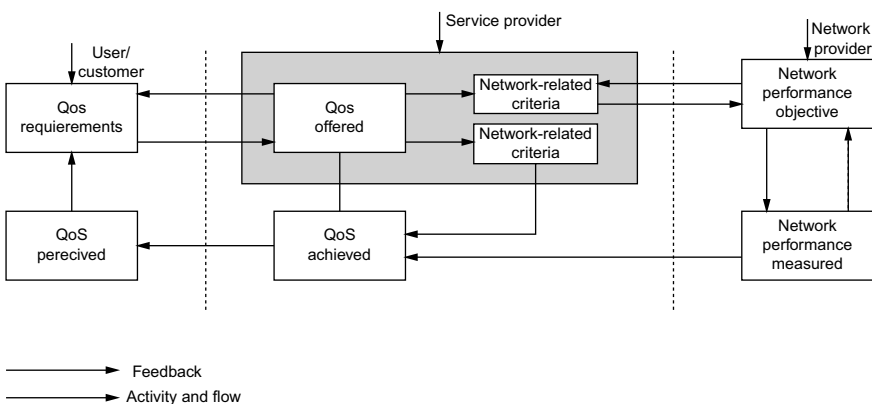 Service provider
User/
customer
Network
provider
Qos
requierements
Qos
offered
Network-related
criteria
Network-related
criteria
Network
performance
objective
QoS
perecived
QoS
achieved
Network
performance
measured
Feedback
Activity and flow